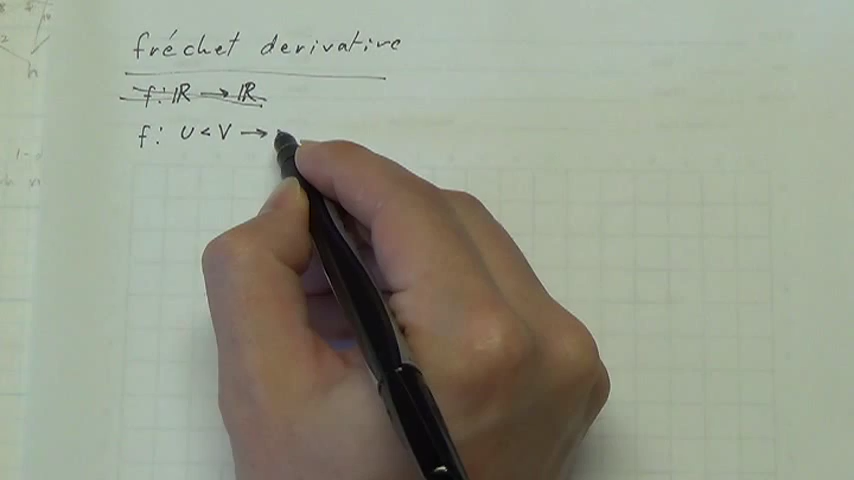 fréchet derivative
f: ℝ → ℝ
f: U < V →